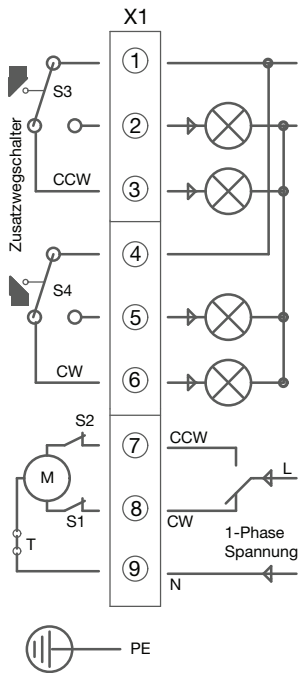 X1
1
S3
2
CCW
3
Zusatzwegschalter
4
S4
5
CW
6
S2
7
CCW
M
L
S1
8
CW
T
1-Phase
Spannung
9
N
PE